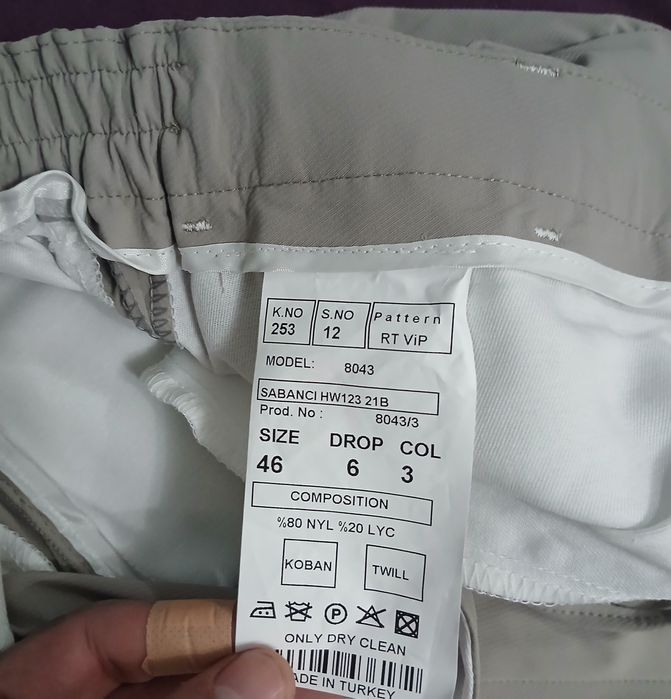 K.NO S.NO Pattern
253 12 RT ViP
MODEL: 8043
SABANCI HW123 21B
Prod. No : 8043/3
SIZE DROP COL
46 6 3
COMPOSITION
%80 NYL %20 LYC
KOBAN TWILL
P
ONLY DRY CLEAN
MADE IN TURKEY